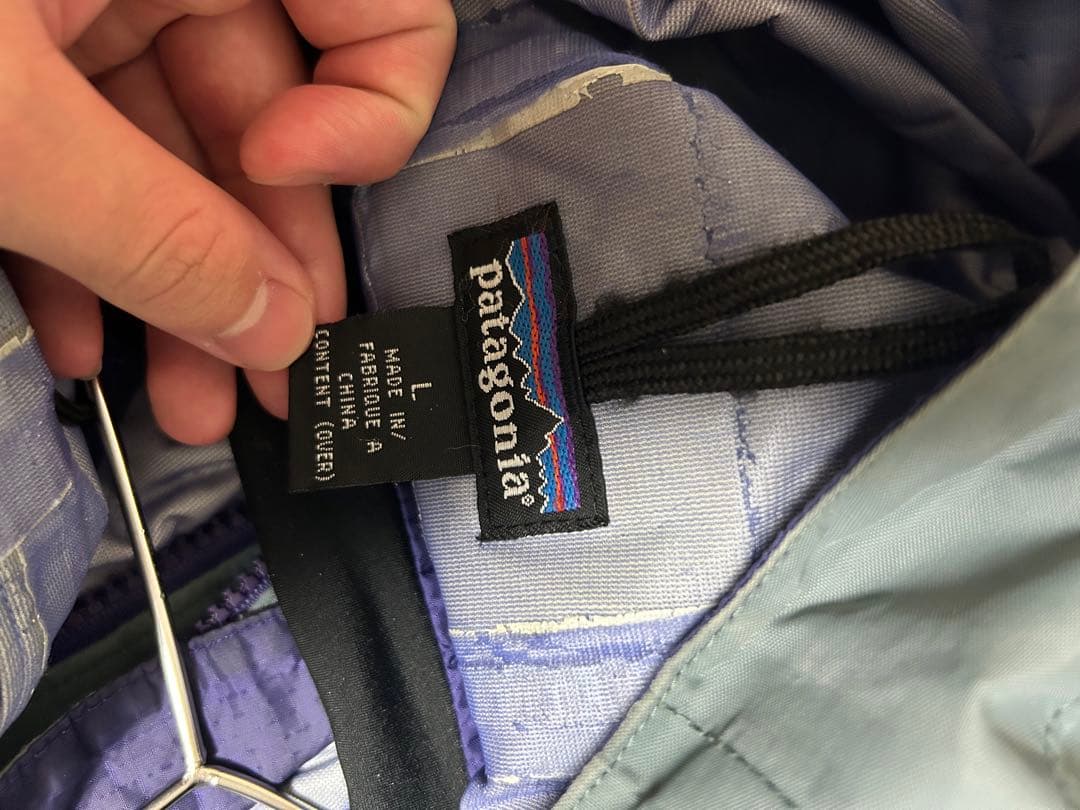 patagonia®
L
MADE IN/
FABRIQUE A
CHINA
CONTENT (OVER)